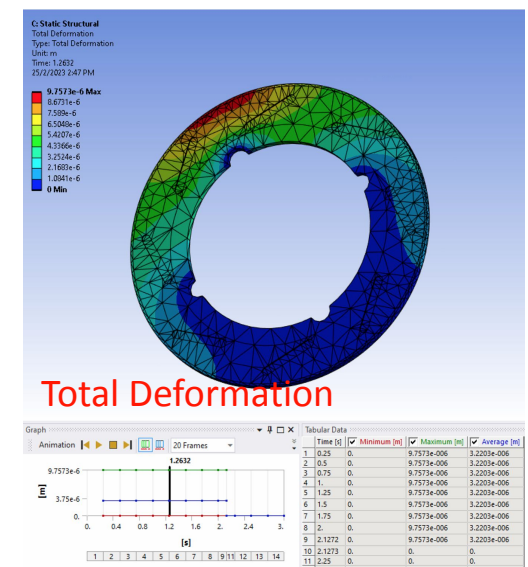 C: Static Structural
Total Deformation
Type: Total Deformation
Unit: m
Time: 1.2632
25/2/2023 2:47 PM
9.7573e-6 Max
8.6731e-6
7.589e-6
6.5048e-6
5.4207e-6
4.3366e-6
3.2524e-6
2.1683e-6
1.0841e-6
0 Min
Total Deformation
Graph
Animation 20 Frames
1.2632
9.7573e-6
3.75e-6
0.
[m]
0. 0.4 0.8 1.2 1.6 2. 2.4 3.
[s]
1 2 3 4 5 6 7 8 9 11 12 13 14
Tabular Data
Time [s] Minimum [m] Maximum [m] Average [m]
1 0.25 0. 9.7573e-006 3.2203e-006
2 0.5 0. 9.7573e-006 3.2203e-006
3 0.75 0. 9.7573e-006 3.2203e-006
4 1. 0. 9.7573e-006 3.2203e-006
5 1.25 0. 9.7573e-006 3.2203e-006
6 1.5 0. 9.7573e-006 3.2203e-006
7 1.75 0. 9.7573e-006 3.2203e-006
8 2. 0. 9.7573e-006 3.2203e-006
9 2.1272 0. 9.7573e-006 3.2203e-006
10 2.1273 0. 0. 0.
11 2.25 0. 0. 0.